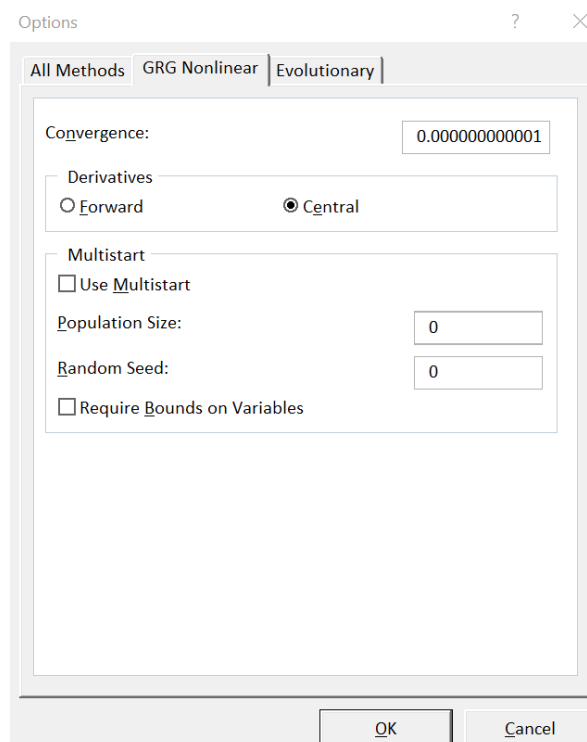 Options ?
All Methods GRG Nonlinear Evolutionary
Convergence: 0.000000000001
Derivatives
Forward Central
Multistart
Use Multistart
Population Size: 0
Random Seed: 0
Require Bounds on Variables
OK Cancel